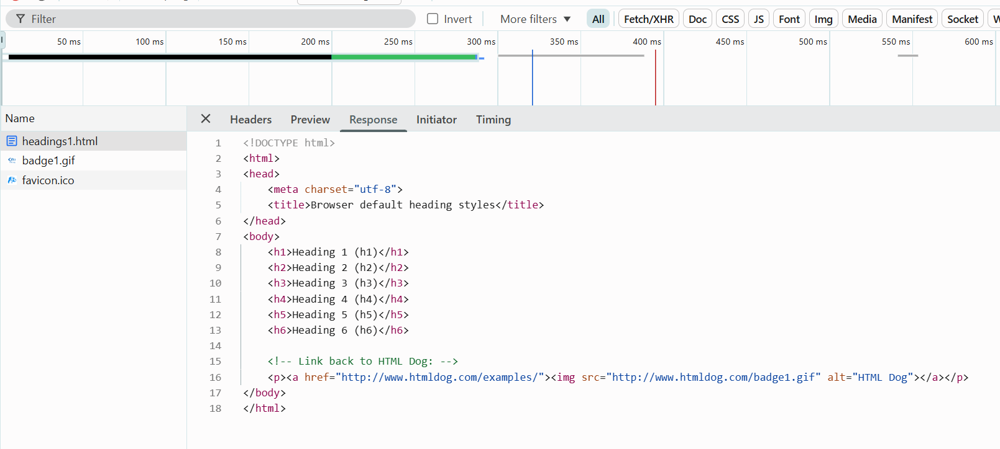 Filter Invert More filters All Fetch/XHR Doc CSS JS Font Img Media Manifest Socket
50 ms 100 ms 150 ms 200 ms 250 ms 300 ms 350 ms 400 ms 450 ms 500 ms 550 ms 600 ms
Name Headers Preview Response Initiator Timing
headings1.html
badge1.gif
favicon.ico
1 <!DOCTYPE html>
2 <html>
3 <head>
4     <meta charset="utf-8">
5     <title>Browser default heading styles</title>
6 </head>
7 <body>
8     <h1>Heading 1 (h1)</h1>
9     <h2>Heading 2 (h2)</h2>
10     <h3>Heading 3 (h3)</h3>
11     <h4>Heading 4 (h4)</h4>
12     <h5>Heading 5 (h5)</h5>
13     <h6>Heading 6 (h6)</h6>
14
15     <!-- Link back to HTML Dog: -->
16     <p><a href="http://www.htmldog.com/examples/"><img src="http://www.htmldog.com/badge1.gif" alt="HTML Dog"></a></p>
17 </body>
18 </html>